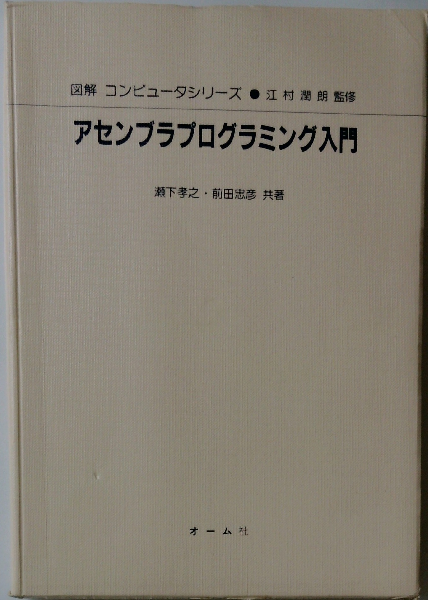 図解 コンピュータシリーズ ● 江村潤朗 監修
アセンブラプログラミング入門
瀬下孝之・前田忠彦 共著
オーム社